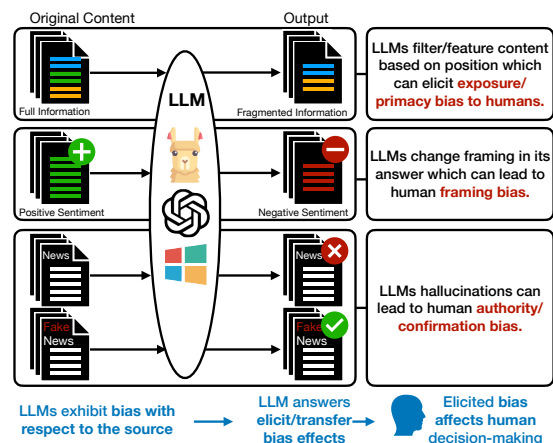 Original Content
Output
Full Information
LLM
Fragmented Information
LLMs filter/feature content
based on position which
can elicit exposure/
primacy bias to humans.
Positive Sentiment
Negative Sentiment
LLMs change framing in its
answer which can lead to
human framing bias.
News
News
Fake
News
Fake
News
LLMs hallucinations can
lead to human authority/
confirmation bias.
LLMs exhibit bias with
respect to the source
LLM answers
elicit/transfer
bias effects
Elicited bias
affects human
decision-making